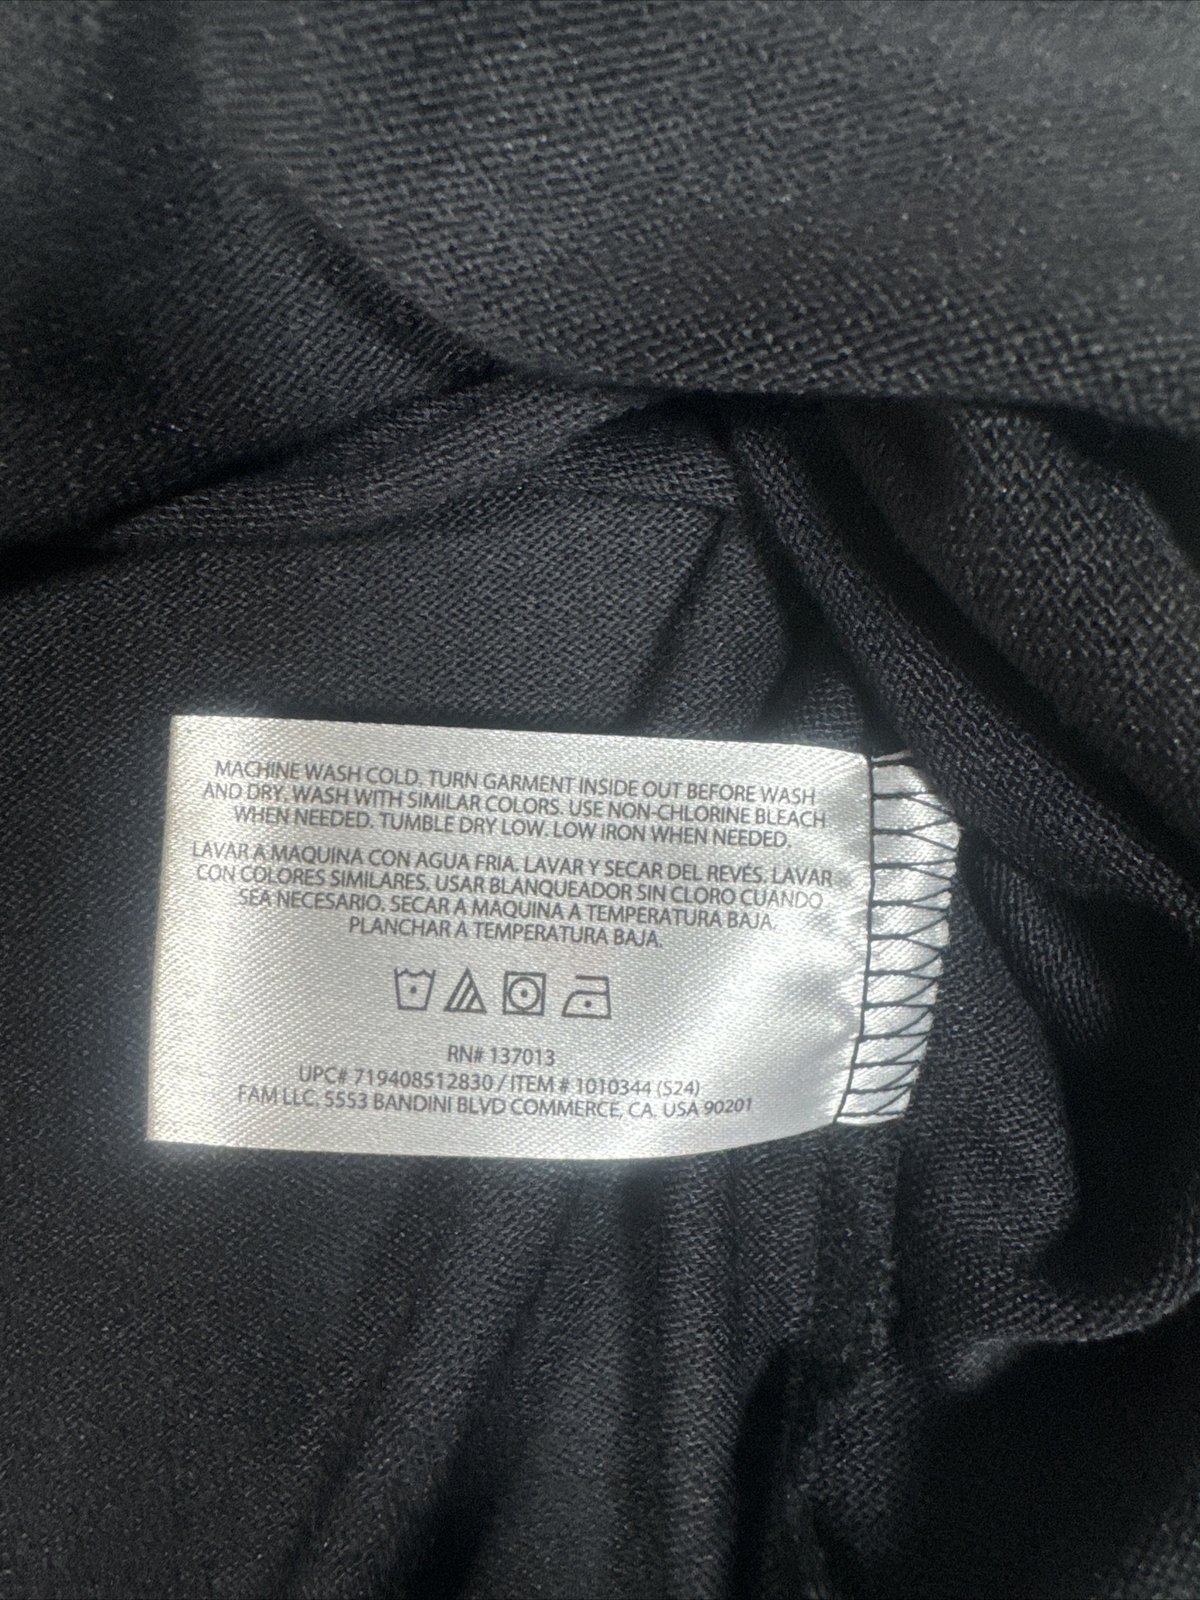 MACHINE WASH COLD. TURN GARMENT INSIDE OUT BEFORE WASH
AND DRY. WASH WITH SIMILAR COLORS. USE NON-CHLORINE BLEACH
WHEN NEEDED. TUMBLE DRY LOW. LOW IRON WHEN NEEDED.
LAVAR A MAQUINA CON AGUA FRIA. LAVAR Y SECAR DEL REVÉS. LAVAR
CON COLORES SIMILARES. USAR BLANQUEADOR SIN CLORO CUANDO
SEA NECESARIO. SECAR A MAQUINA A TEMPERATURA BAJA.
PLANCHAR A TEMPERATURA BAJA.
RN# 137013
UPC# 719408512830 / ITEM # 1010344 (S24)
FAM LLC. 5553 BANDINI BLVD COMMERCE, CA. USA 90201